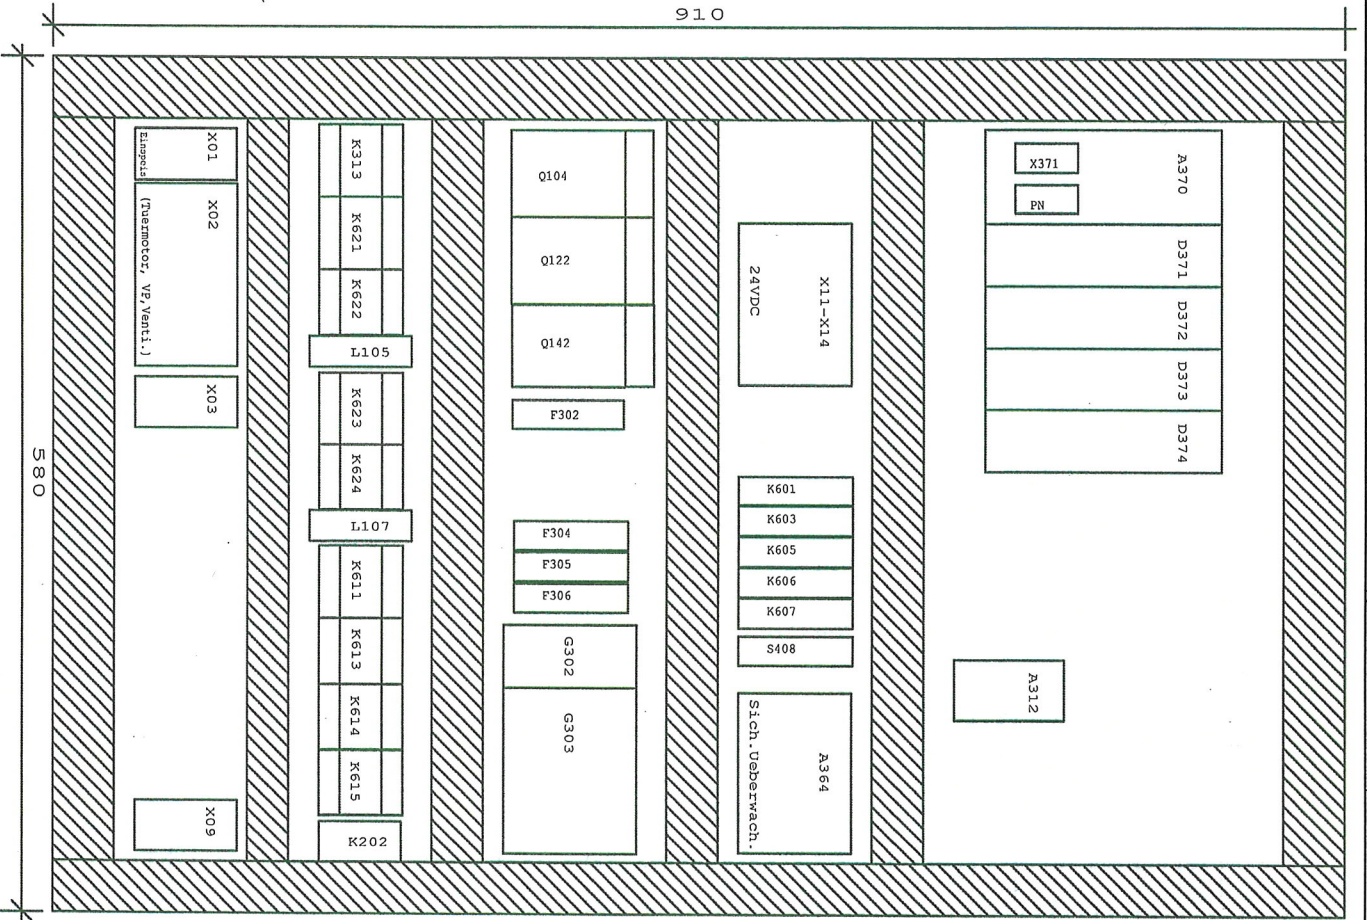 910
580
X01
Einspeis
X02
(Tuermotor, VP,Venti.)
X03
X09
K313
K621
K622
L105
K623
K624
L107
K611
K613
K614
K615
K202
Q104
Q122
Q142
F302
F304
F305
F306
G302
G303
X11-X14
24VDC
K601
K603
K605
K606
K607
S408
A364
Sich.Ueberwach.
A370
X371
PN
D371
D372
D373
D374
A312